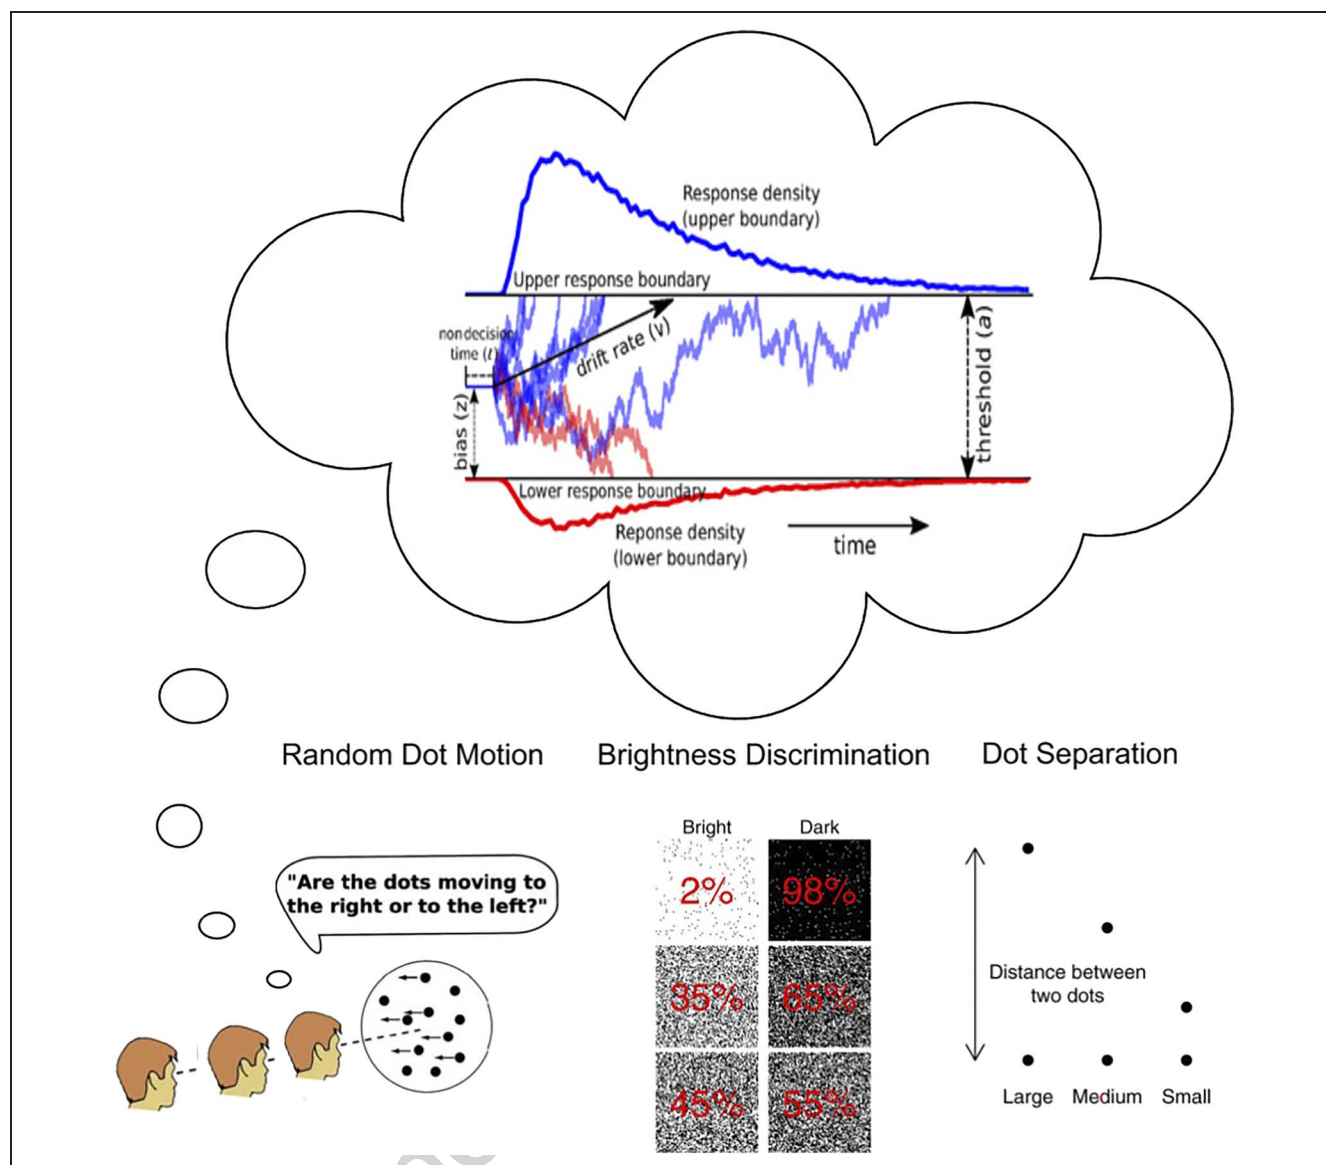 Response density
(upper boundary)
Upper response boundary
nondecision
time (t)
drift rate (v)
bias (z)
threshold (a)
Lower response boundary
Reponse density
(lower boundary)
time
Random Dot Motion
Brightness Discrimination
Dot Separation
"Are the dots moving to
the right or to the left?"
Bright
Dark
2%
98%
35%
65%
45%
55%
Distance between
two dots
Large
Medium
Small